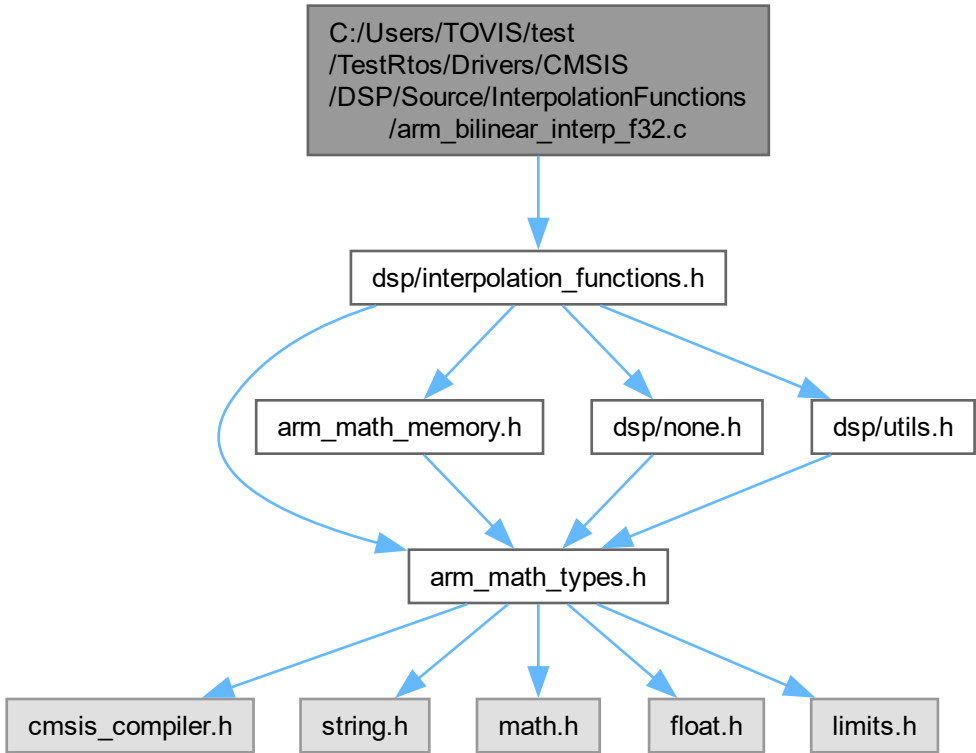 C:/Users/TOVIS/test
/TestRtos/Drivers/CMSIS
/DSP/Source/InterpolationFunctions
/arm_bilinear_interp_f32.c
dsp/interpolation_functions.h
arm_math_memory.h
dsp/none.h
dsp/utils.h
arm_math_types.h
cmsis_compiler.h
string.h
math.h
float.h
limits.h